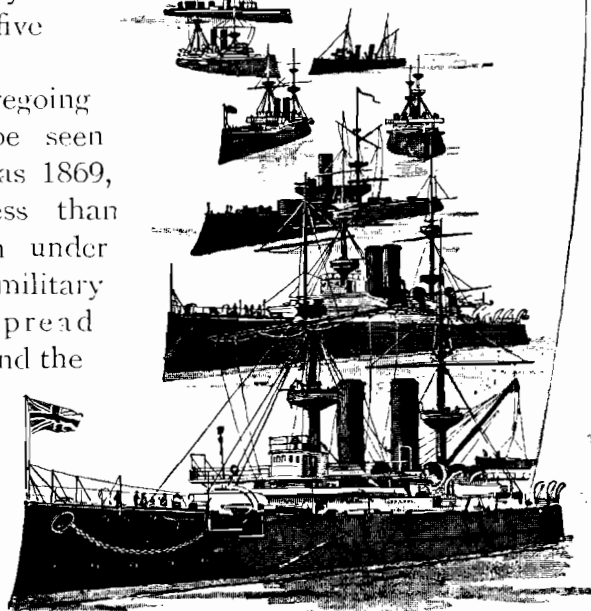 five
regoing
be seen
as 1869,
ess than
under
military
pread
nd the